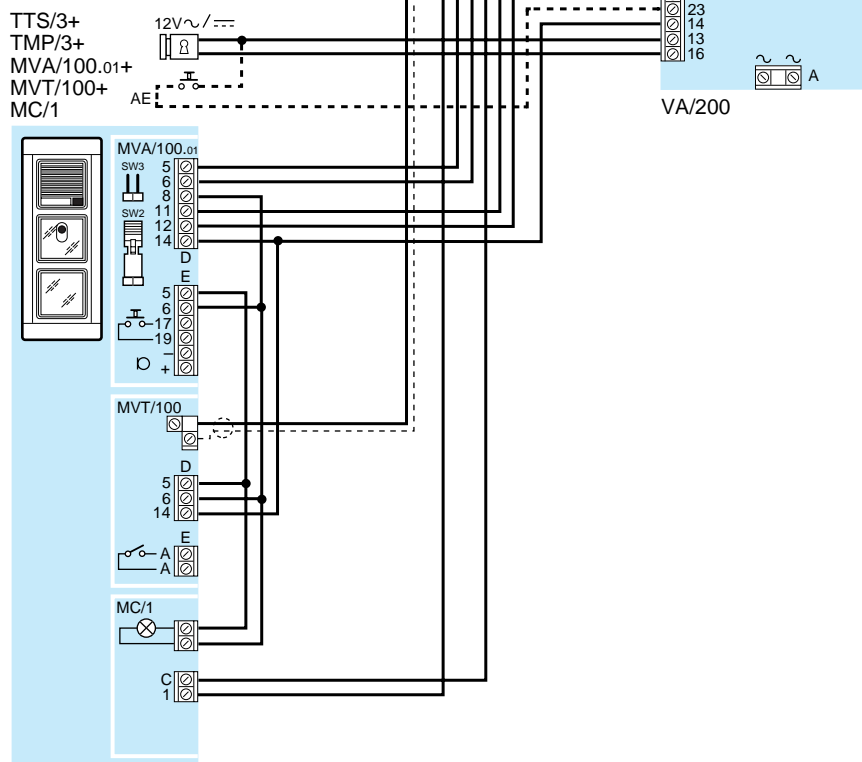 TTS/3+
TMP/3+
MVA/100.01+
MVT/100+
MC/1
12V~/
AE
23
14
13
16
A
VA/200
MVA/100.01
SW3
SW2
5
6
8
11
12
14
D
E
5
6
17
19
–
+
MVT/100
D
5
6
14
E
A
A
MC/1
C
1